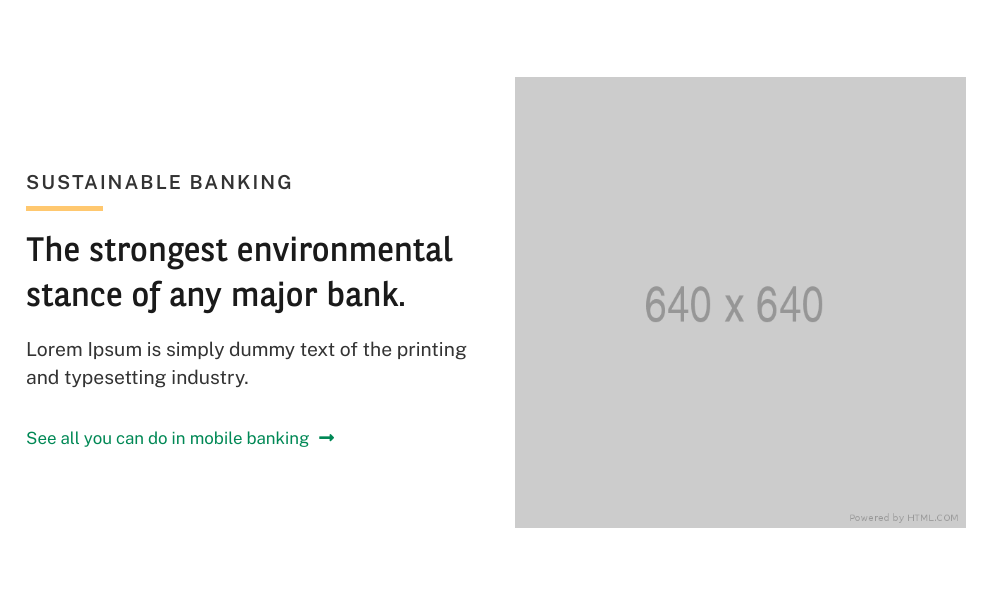 SUSTAINABLE BANKING
The strongest environmental
stance of any major bank.
Lorem Ipsum is simply dummy text of the printing
and typesetting industry.
See all you can do in mobile banking
640 x 640
Powered by HTML.COM